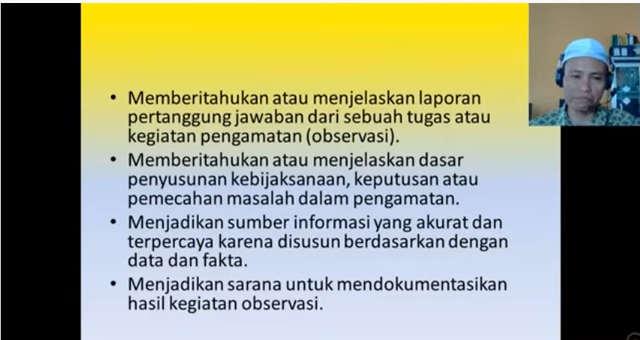 • Memberitahukan atau menjelaskan laporan
pertanggung jawaban dari sebuah tugas atau
kegiatan pengamatan (observasi).
• Memberitahukan atau menjelaskan dasar
penyusunan kebijaksanaan, keputusan atau
pemecahan masalah dalam pengamatan.
• Menjadikan sumber informasi yang akurat dan
terpercaya karena disusun berdasarkan dengan
data dan fakta.
• Menjadikan sarana untuk mendokumentasikan
hasil kegiatan observasi.